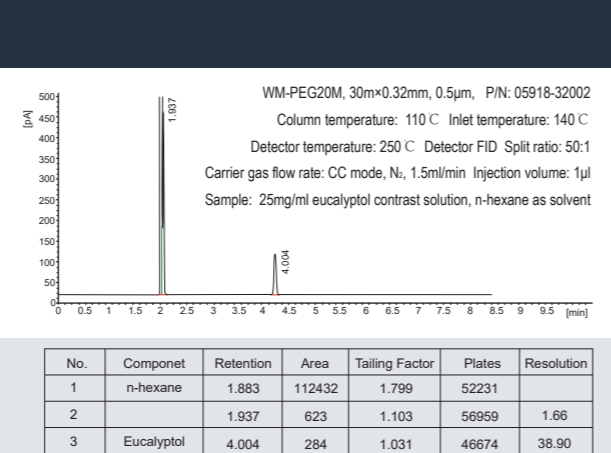 WM-PEG20M, 30m×0.32mm, 0.5μm, P/N: 05918-32002
Column temperature: 110℃ Inlet temperature: 140℃
Detector temperature: 250℃ Detector FID Split ratio: 50:1
Carrier gas flow rate: CC mode, N₂, 1.5ml/min Injection volume: 1μl
Sample: 25mg/ml eucalyptol contrast solution, n-hexane as solvent
[pA]
500
450
400
350
300
250
200
150
100
50
0
1.937
4.004
0 0.5 1 1.5 2 2.5 3 3.5 4 4.5 5 5.5 6 6.5 7 7.5 8 8.5 9 9.5 [min]
No. Componet Retention Area Tailing Factor Plates Resolution
1 n-hexane 1.883 112432 1.799 52231
2 1.937 623 1.103 56959 1.66
3 Eucalyptol 4.004 284 1.031 46674 38.90